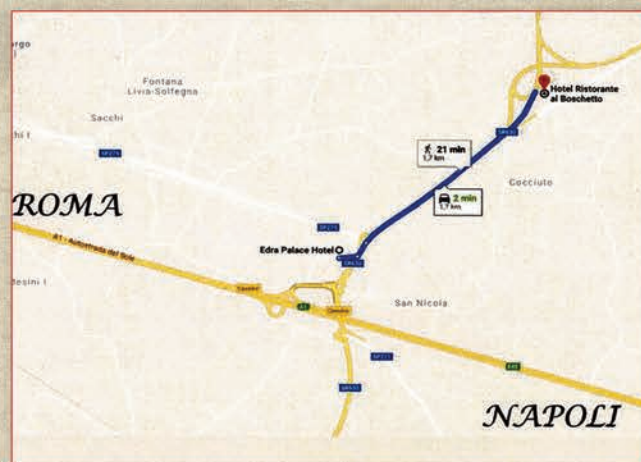 Fontana
Livia-Solfegna
Sacchi
Hotel Ristorante
al Boschetto
21 min
1,7 km
2 min
1,7 km
Cocciuto
ROMA
Edra Palace Hotel
A1 - Autostrada del Sole
San Nicola
NAPOLI